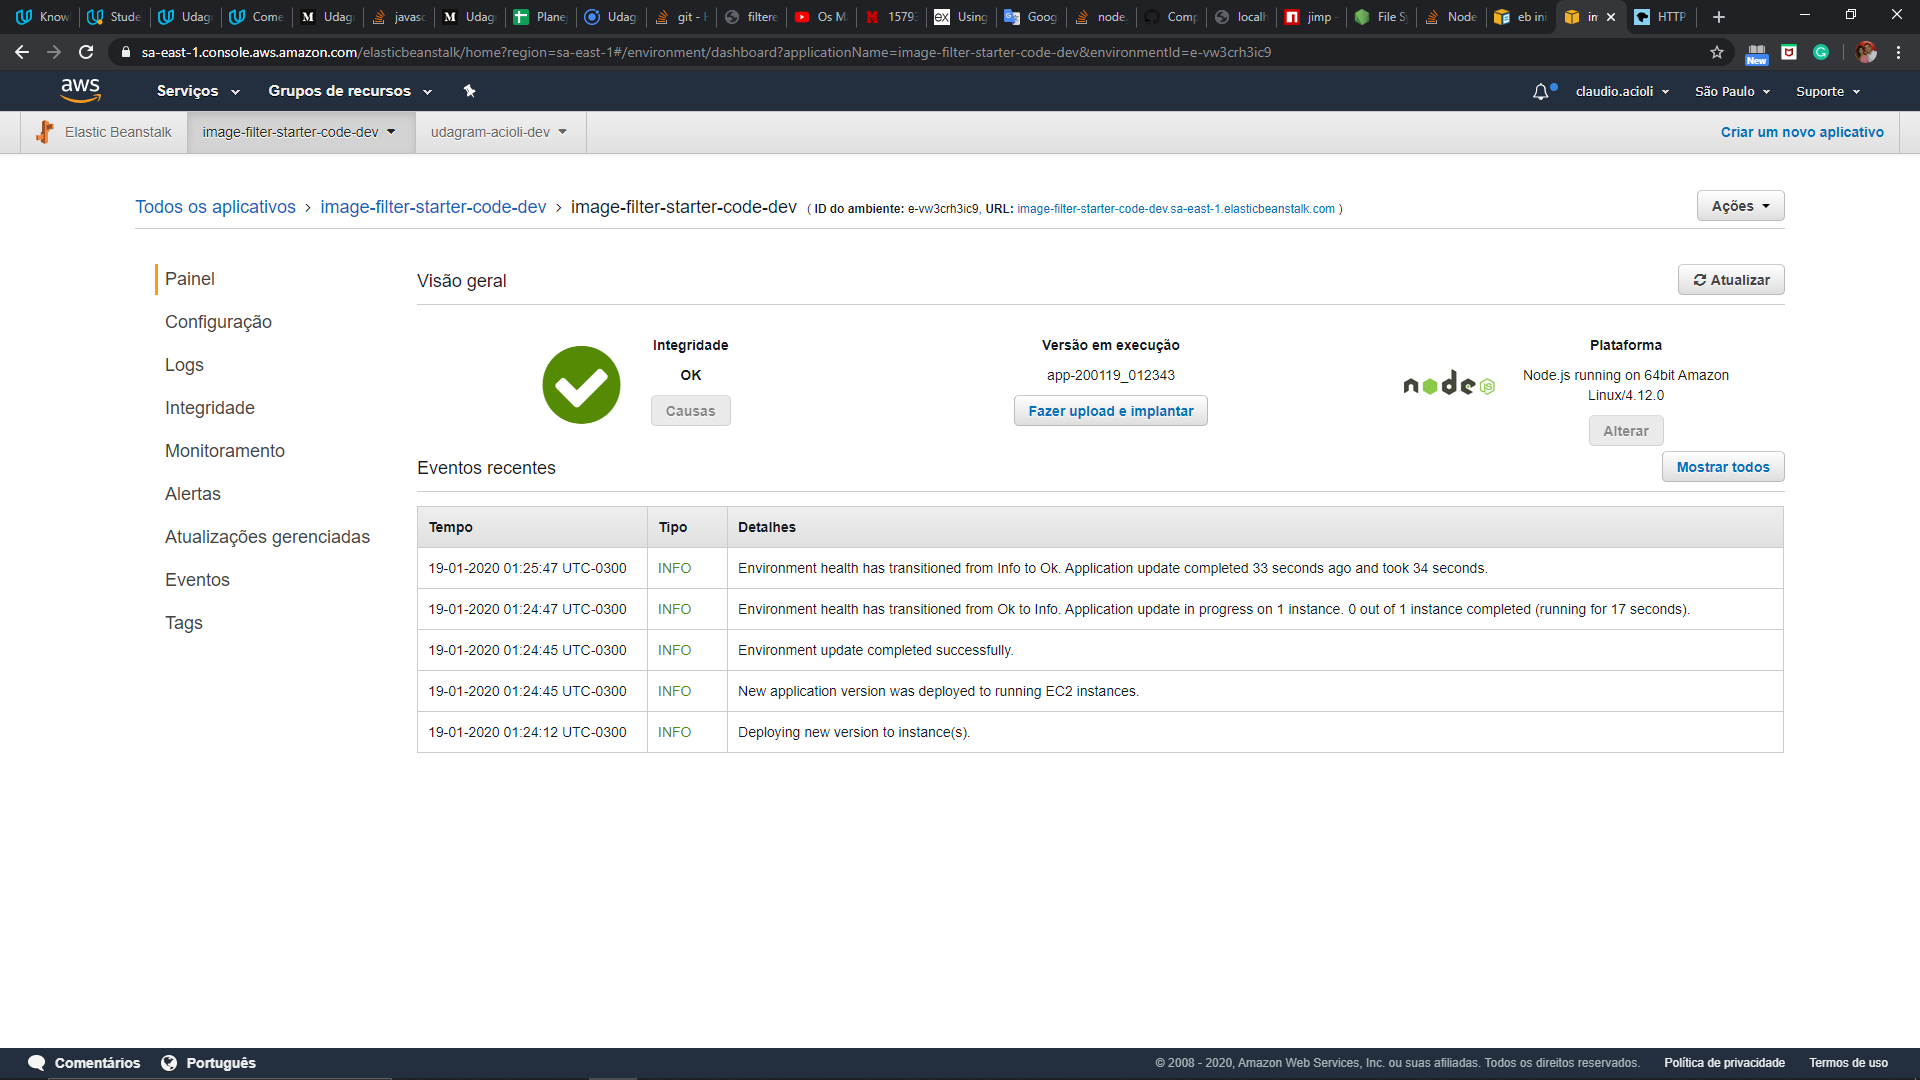 Know
Stude
Udag
Come
Udag
javasc
Udag
Plane
Udag
git - H
filtere
Os M
1579
Using
Goog
node.
Comp
localh
jimp
File Sy
Node
eb ini
im
HTTP
sa-east-1.console.aws.amazon.com/elasticbeanstalk/home?region=sa-east-1#/environment/dashboard?applicationName=image-filter-starter-code-dev&environmentId=e-vw3crh3ic9
New
aws
Serviços
Grupos de recursos
claudio.acioli
São Paulo
Suporte
Elastic Beanstalk
image-filter-starter-code-dev
udagram-acioli-dev
Criar um novo aplicativo
Todos os aplicativos > image-filter-starter-code-dev > image-filter-starter-code-dev ( ID do ambiente: e-vw3crh3ic9, URL: image-filter-starter-code-dev.sa-east-1.elasticbeanstalk.com )
Ações
Painel
Configuração
Logs
Integridade
Monitoramento
Alertas
Atualizações gerenciadas
Eventos
Tags
Visão geral
Atualizar
Integridade
OK
Causas
Versão em execução
app-200119_012343
Fazer upload e implantar
node JS
Plataforma
Node.js running on 64bit Amazon
Linux/4.12.0
Alterar
Eventos recentes
Mostrar todos
Tempo Tipo Detalhes
19-01-2020 01:25:47 UTC-0300 INFO Environment health has transitioned from Info to Ok. Application update completed 33 seconds ago and took 34 seconds.
19-01-2020 01:24:47 UTC-0300 INFO Environment health has transitioned from Ok to Info. Application update in progress on 1 instance. 0 out of 1 instance completed (running for 17 seconds).
19-01-2020 01:24:45 UTC-0300 INFO Environment update completed successfully.
19-01-2020 01:24:45 UTC-0300 INFO New application version was deployed to running EC2 instances.
19-01-2020 01:24:12 UTC-0300 INFO Deploying new version to instance(s).
Comentários
Português
© 2008 - 2020, Amazon Web Services, Inc. ou suas afiliadas. Todos os direitos reservados.
Política de privacidade
Termos de uso